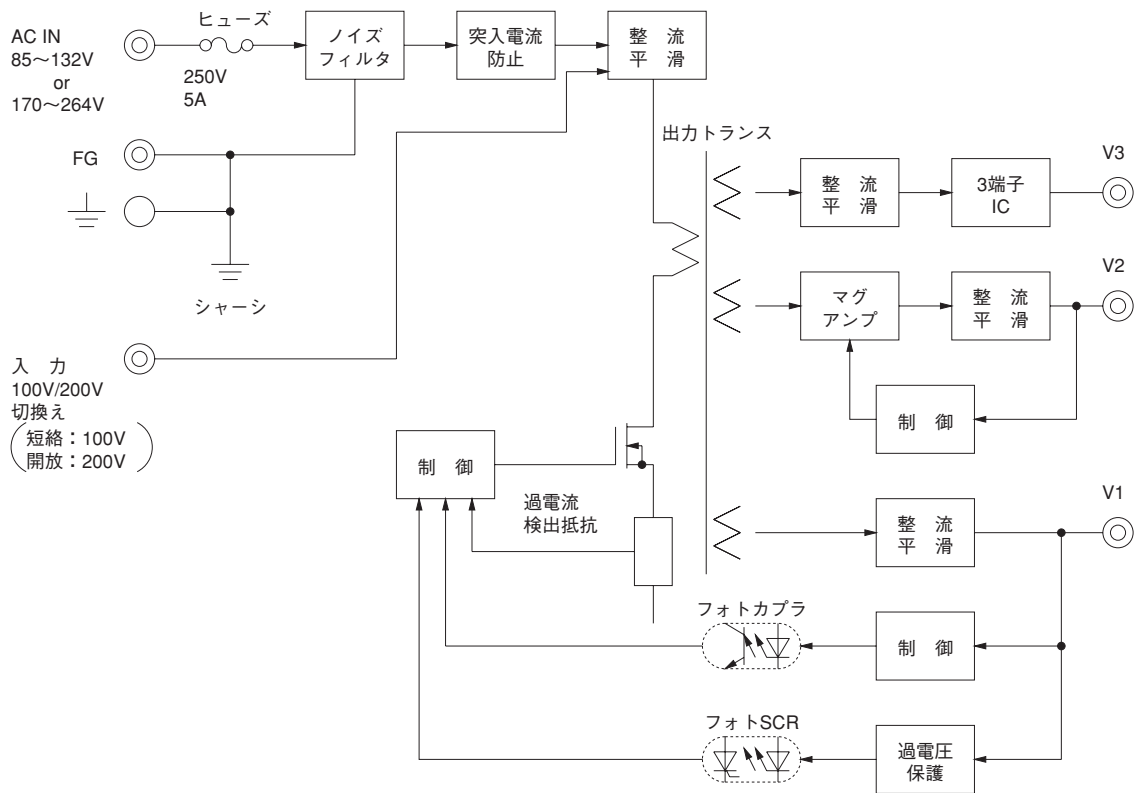 AC IN
85～132V
or
170～264V
ヒューズ
250V
5A
ノイズ
フィルタ
突入電流
防止
整 流
平 滑
FG
シャーシ
入 力
100V/200V
切換え
(短絡：100V
開放：200V)
出力トランス
整 流
平 滑
3端子
IC
V3
マグ
アンプ
整 流
平 滑
V2
制 御
制 御
過電流
検出抵抗
整 流
平 滑
V1
フォトカプラ
制 御
フォトSCR
過電圧
保護